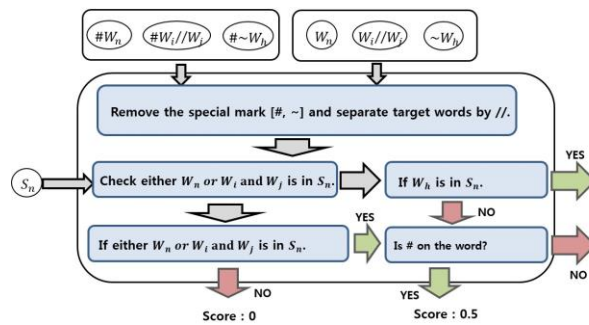 #Wₙ #Wᵢ//Wⱼ #~Wₕ Wₙ Wᵢ//Wⱼ ~Wₕ
Remove the special mark [#, ~] and separate target words by //.
YES
Sₙ Check either Wₙ or Wᵢ and Wⱼ is in Sₙ. If Wₕ is in Sₙ.
YES NO
If either Wₙ or Wᵢ and Wⱼ is in Sₙ. Is # on the word?
NO
NO YES
Score : 0 Score : 0.5